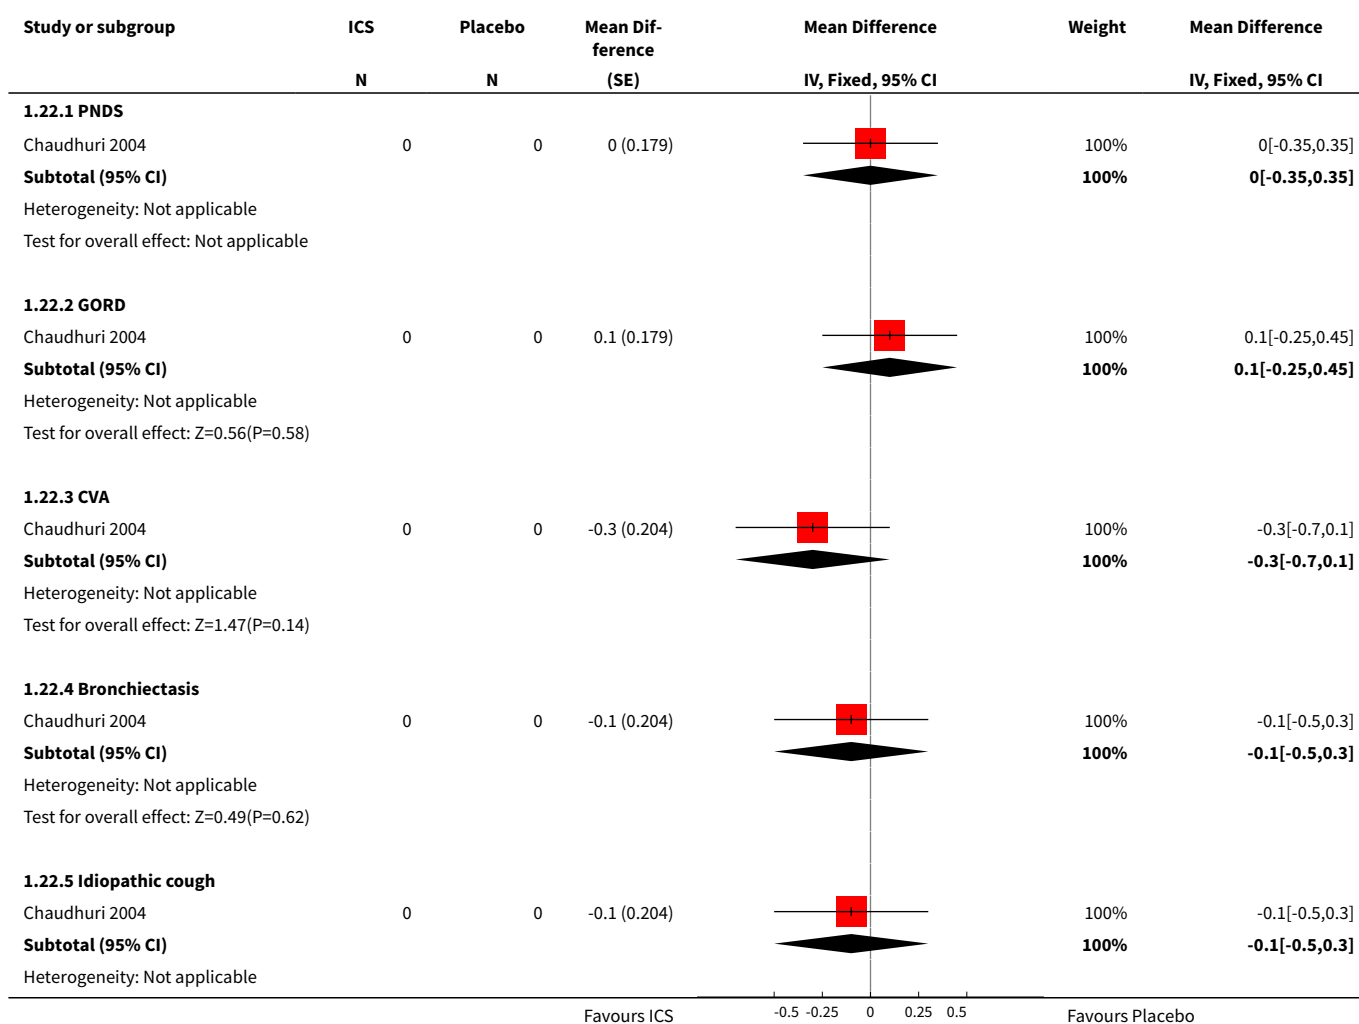 Study or subgroup ICS Placebo Mean Dif- Mean Difference Weight Mean Difference
ference
N N (SE) IV, Fixed, 95% CI IV, Fixed, 95% CI
1.22.1 PNDS
Chaudhuri 2004 0 0 0 (0.179) 100% 0[-0.35,0.35]
Subtotal (95% CI) 100% 0[-0.35,0.35]
Heterogeneity: Not applicable
Test for overall effect: Not applicable
1.22.2 GORD
Chaudhuri 2004 0 0 0.1 (0.179) 100% 0.1[-0.25,0.45]
Subtotal (95% CI) 100% 0.1[-0.25,0.45]
Heterogeneity: Not applicable
Test for overall effect: Z=0.56(P=0.58)
1.22.3 CVA
Chaudhuri 2004 0 0 -0.3 (0.204) 100% -0.3[-0.7,0.1]
Subtotal (95% CI) 100% -0.3[-0.7,0.1]
Heterogeneity: Not applicable
Test for overall effect: Z=1.47(P=0.14)
1.22.4 Bronchiectasis
Chaudhuri 2004 0 0 -0.1 (0.204) 100% -0.1[-0.5,0.3]
Subtotal (95% CI) 100% -0.1[-0.5,0.3]
Heterogeneity: Not applicable
Test for overall effect: Z=0.49(P=0.62)
1.22.5 Idiopathic cough
Chaudhuri 2004 0 0 -0.1 (0.204) 100% -0.1[-0.5,0.3]
Subtotal (95% CI) 100% -0.1[-0.5,0.3]
Heterogeneity: Not applicable
Favours ICS -0.5 -0.25 0 0.25 0.5 Favours Placebo